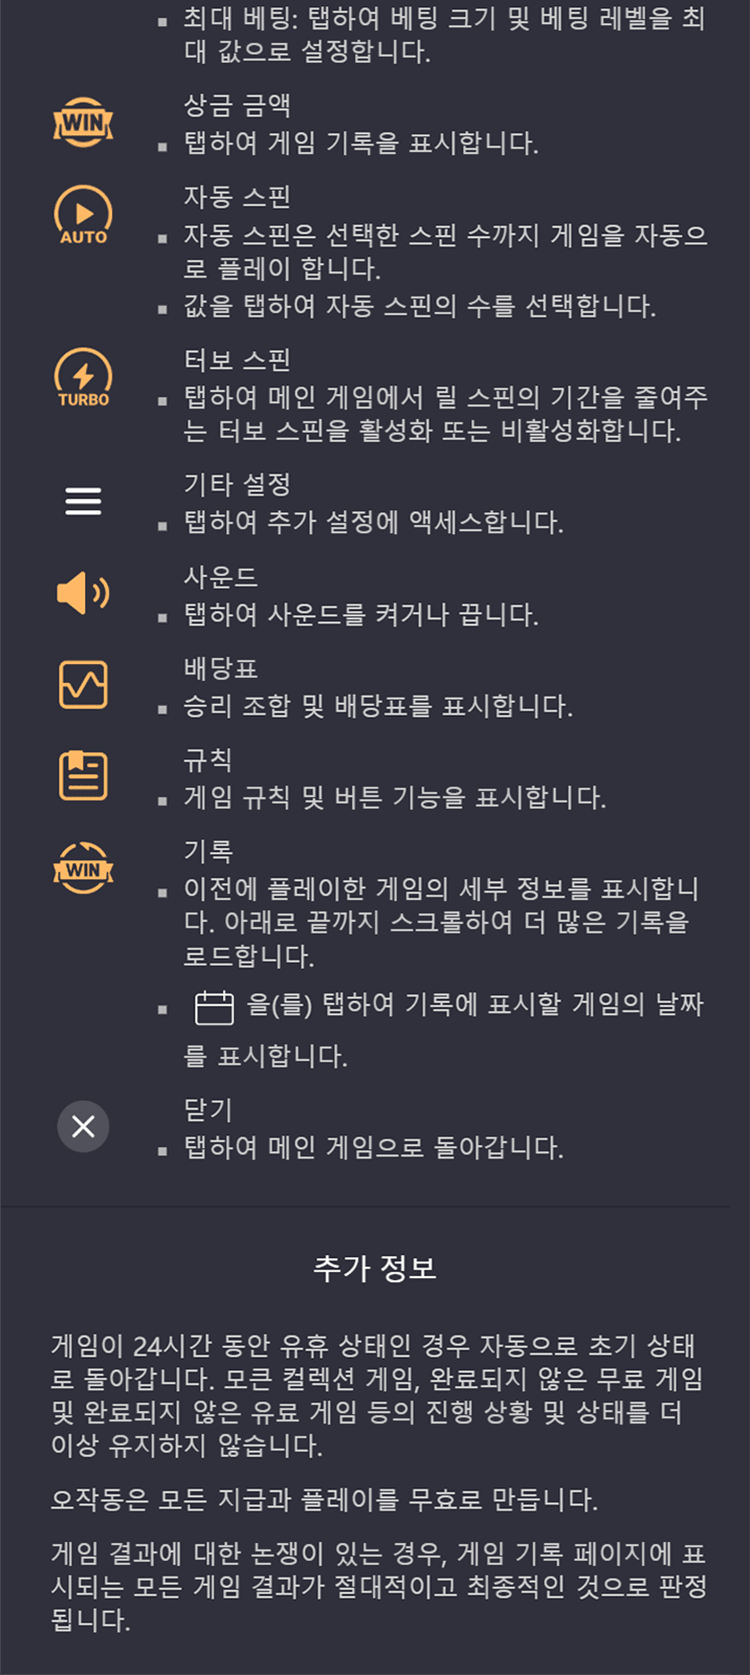 ▪ 최대 베팅: 탭하여 베팅 크기 및 베팅 레벨을 최
대 값으로 설정합니다.
WIN
상금 금액
▪ 탭하여 게임 기록을 표시합니다.
AUTO
자동 스핀
▪ 자동 스핀은 선택한 스핀 수까지 게임을 자동으
로 플레이 합니다.
▪ 값을 탭하여 자동 스핀의 수를 선택합니다.
TURBO
터보 스핀
▪ 탭하여 메인 게임에서 릴 스핀의 기간을 줄여주
는 터보 스핀을 활성화 또는 비활성화합니다.
기타 설정
▪ 탭하여 추가 설정에 액세스합니다.
사운드
▪ 탭하여 사운드를 켜거나 끕니다.
배당표
▪ 승리 조합 및 배당표를 표시합니다.
규칙
▪ 게임 규칙 및 버튼 기능을 표시합니다.
WIN
기록
▪ 이전에 플레이한 게임의 세부 정보를 표시합니
다. 아래로 끝까지 스크롤하여 더 많은 기록을
로드합니다.
▪ 을(를) 탭하여 기록에 표시할 게임의 날짜
를 표시합니다.
닫기
▪ 탭하여 메인 게임으로 돌아갑니다.
추가 정보
게임이 24시간 동안 유휴 상태인 경우 자동으로 초기 상태
로 돌아갑니다. 모큰 컬렉션 게임, 완료되지 않은 무료 게임
및 완료되지 않은 유료 게임 등의 진행 상황 및 상태를 더
이상 유지하지 않습니다.
오작동은 모든 지급과 플레이를 무효로 만듭니다.
게임 결과에 대한 논쟁이 있는 경우, 게임 기록 페이지에 표
시되는 모든 게임 결과가 절대적이고 최종적인 것으로 판정
됩니다.